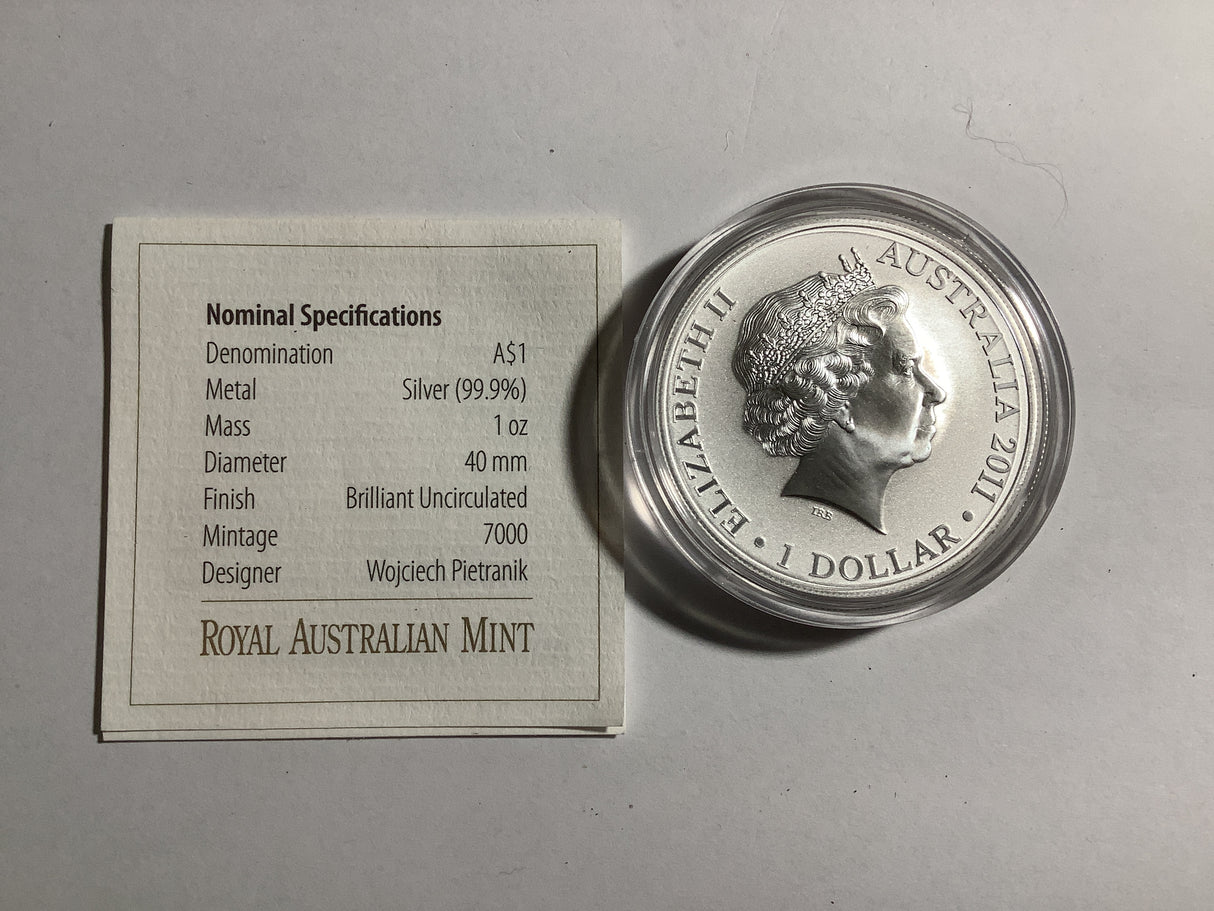 Nominal Specifications
Denomination A$1
Metal Silver (99.9%)
Mass 1 oz
Diameter 40 mm
Finish Brilliant Uncirculated
Mintage 7000
Designer Wojciech Pietranik
ROYAL AUSTRALIAN MINT
ELIZABETH II
AUSTRALIA 2011
• 1 DOLLAR •
IRB